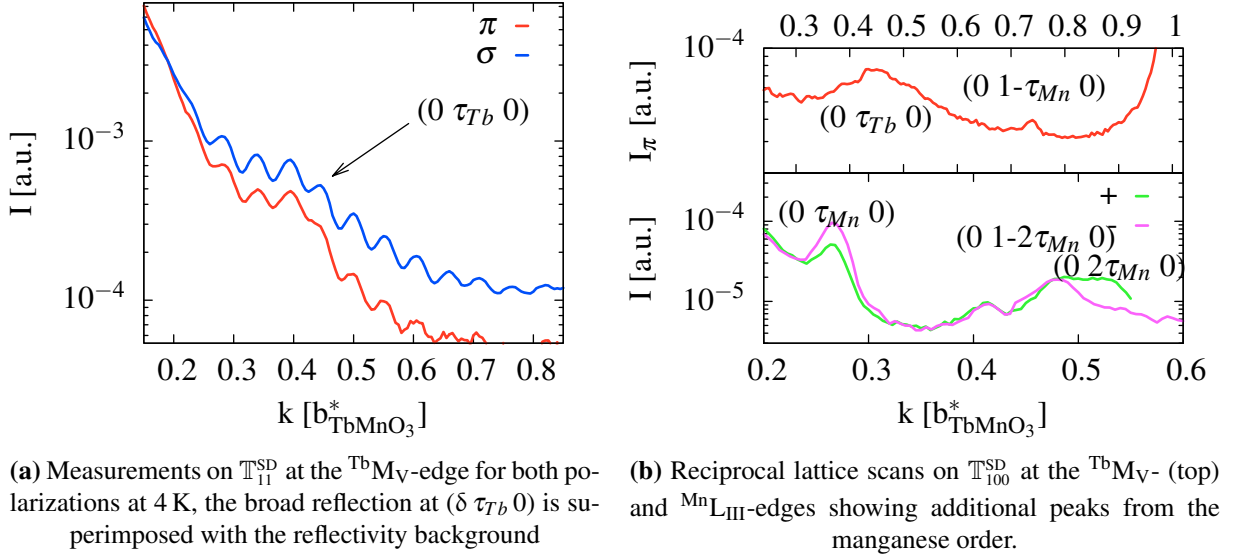 π
σ
(0 τ_Tb 0)
10⁻³
10⁻⁴
I [a.u.]
0.2 0.3 0.4 0.5 0.6 0.7 0.8
k [b*_TbMnO₃]
(a) Measurements on 𝕋₁₁^SD at the ^TbM_V-edge for both po-
larizations at 4 K, the broad reflection at (δ τ_Tb 0) is su-
perimposed with the reflectivity background
0.3 0.4 0.5 0.6 0.7 0.8 0.9 1
10⁻⁴
I_π [a.u.]
(0 τ_Tb 0)
(0 1-τ_Mn 0)
+
-
(0 τ_Mn 0)
(0 1-2τ_Mn 0)
(0 2τ_Mn 0)
10⁻⁴
10⁻⁵
I [a.u.]
0.2 0.3 0.4 0.5 0.6
k [b*_TbMnO₃]
(b) Reciprocal lattice scans on 𝕋₁₀₀^SD at the ^TbM_V- (top)
and ^MnL_III-edges showing additional peaks from the
manganese order.